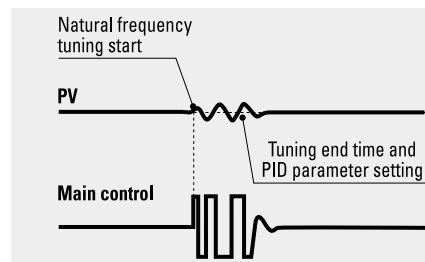 Natural frequency
tuning start
PV
Tuning end time and
PID parameter setting
Main control